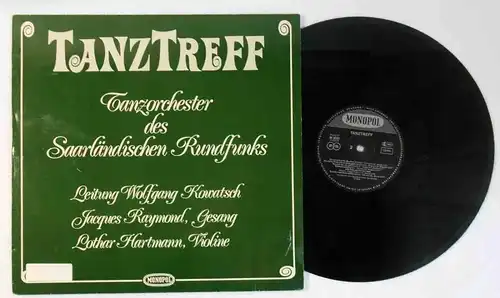 TANZTREFF
Tanzorchester
des
Saarländischen Rundfunks
Leitung Wolfgang Kowatsch
Jacques Raymond, Gesang
Lothar Hartmann, Violine
MONOPOL
MONOPOL
TANZTREFF